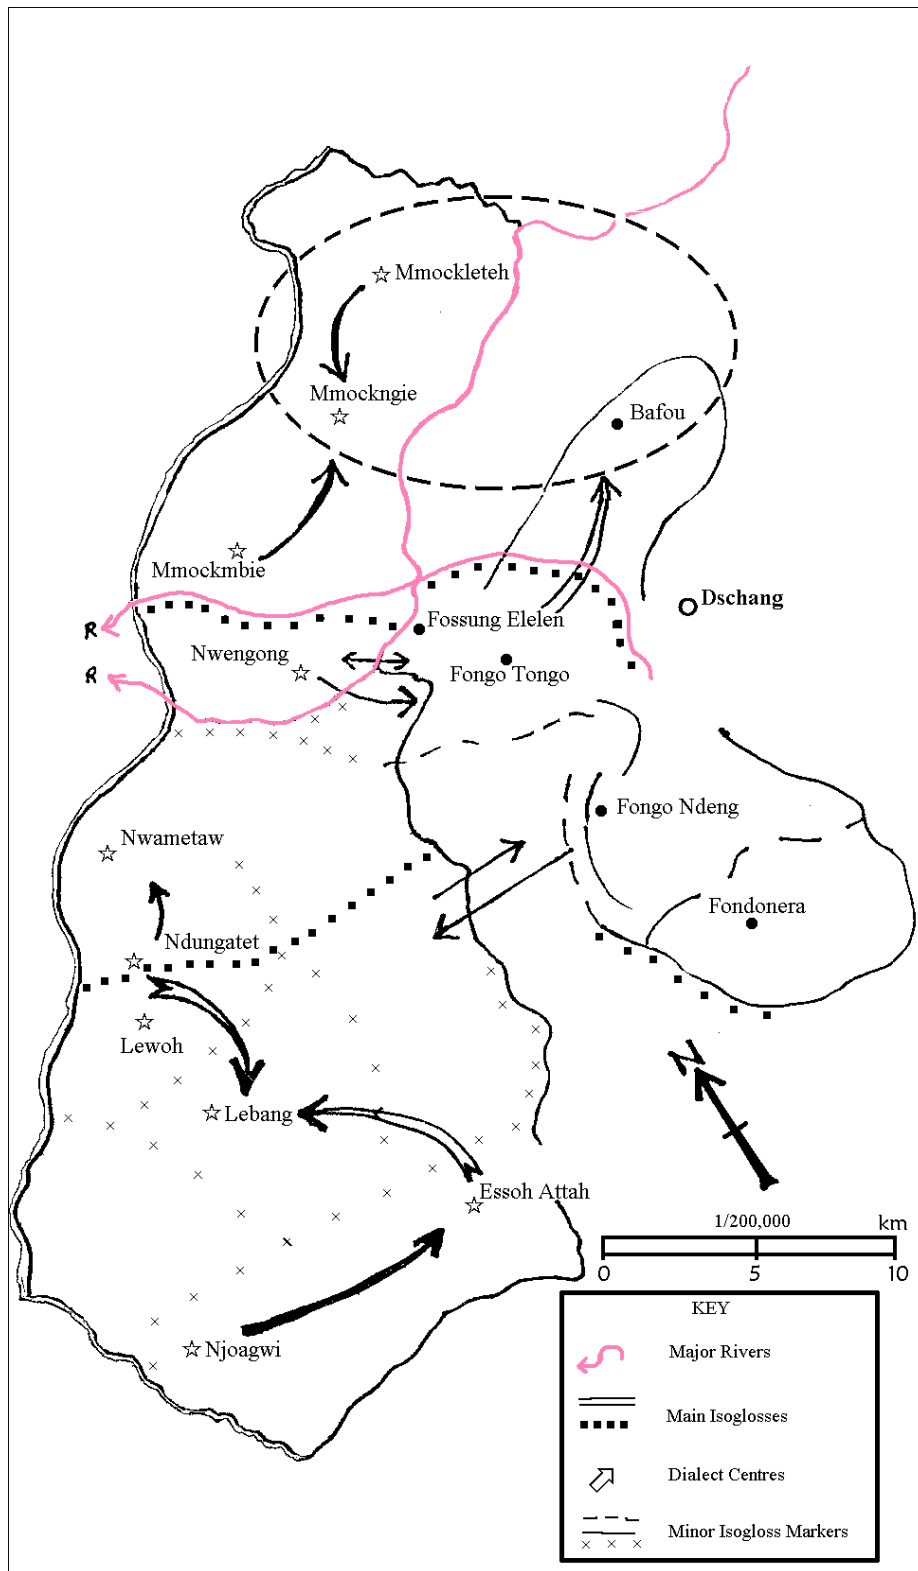 Mmockleteh
Mmockngie
Bafou
Mmockmbie
Dschang
R
Fossung Elelen
Nwengong
Fongo Tongo
R
Fongo Ndeng
Nwametaw
Fondonera
Ndungatet
Lewoh
N
Lebang
Essoh Attah
1/200,000
km
0 5 10
Njoagwi
KEY
Major Rivers
Main Isoglosses
Dialect Centres
Minor Isogloss Markers